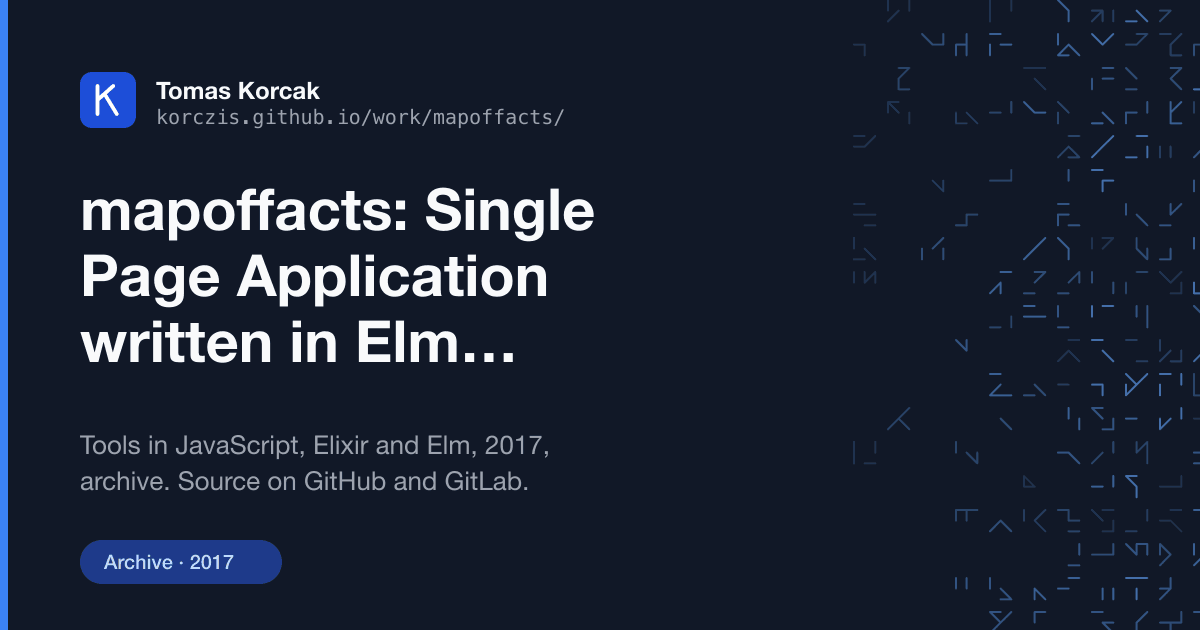 K
Tomas Korcak
korczis.github.io/work/mapoffacts/
mapoffacts: Single
Page Application
written in Elm…
Tools in JavaScript, Elixir and Elm, 2017,
archive. Source on GitHub and GitLab.
Archive · 2017